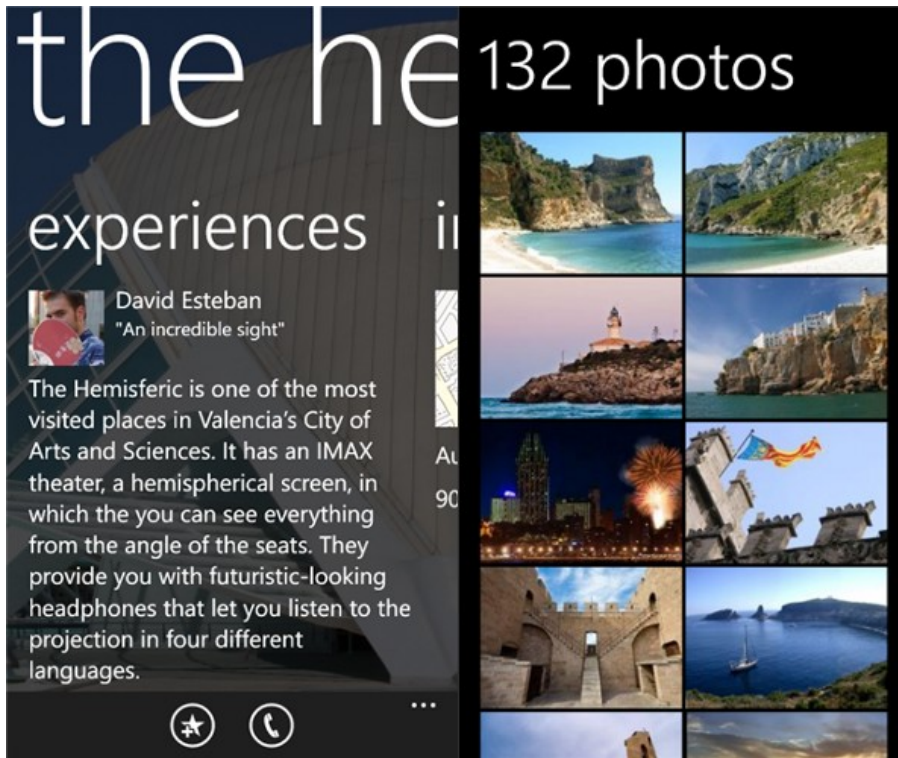 the he
experiences
David Esteban
"An incredible sight"
The Hemisferic is one of the most
visited places in Valencia's City of
Arts and Sciences. It has an IMAX
theater, a hemispherical screen, in
which the you can see everything
from the angle of the seats. They
provide you with futuristic-looking
headphones that let you listen to the
projection in four different
languages.
i
Au
90
132 photos